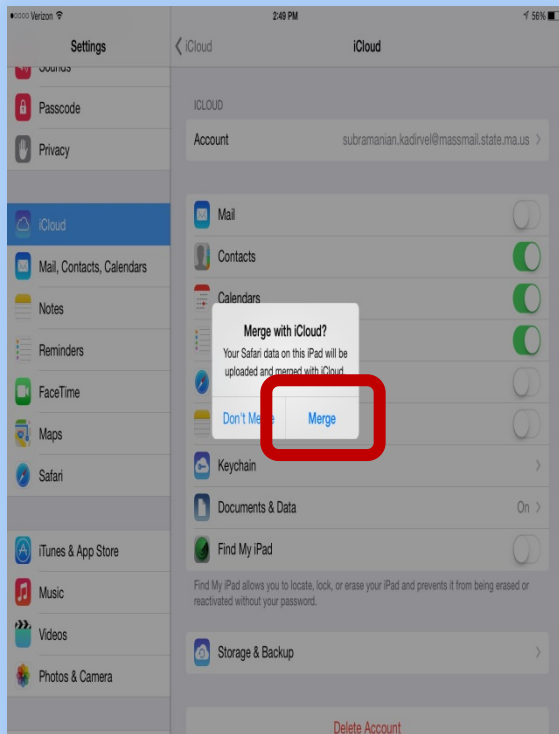 Verizon
2:49 PM
56%
Settings
iCloud
iCloud
Sounds
Passcode
Privacy
iCloud
Mail, Contacts, Calendars
Notes
Reminders
FaceTime
Maps
Safari
iTunes & App Store
Music
Videos
Photos & Camera
ICLOUD
Account
subramanian.kadirvel@massmail.state.ma.us
Mail
Contacts
Calendars
Merge with iCloud?
Your Safari data on this iPad will be
uploaded and merged with iCloud.
Don't Merge
Merge
Keychain
Documents & Data
On
Find My iPad
Find My iPad allows you to locate, lock, or erase your iPad and prevents it from being erased or
reactivated without your password.
Storage & Backup
Delete Account